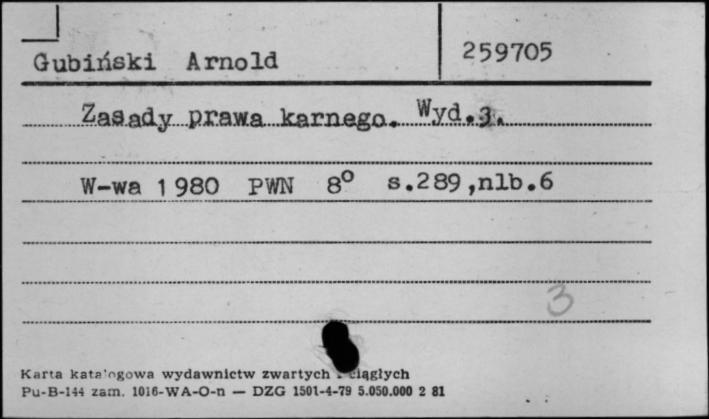 Gubiński Arnold 259705
Zasady prawa karnego. Wyd.3.
W-wa 1980 PWN 8° s.289,nlb.6
3
Karta katalogowa wydawnictw zwartych i ciągłych
Pu-B-144 zam. 1016-WA-O-n — DZG 1501-4-79 5.050.000 2 81